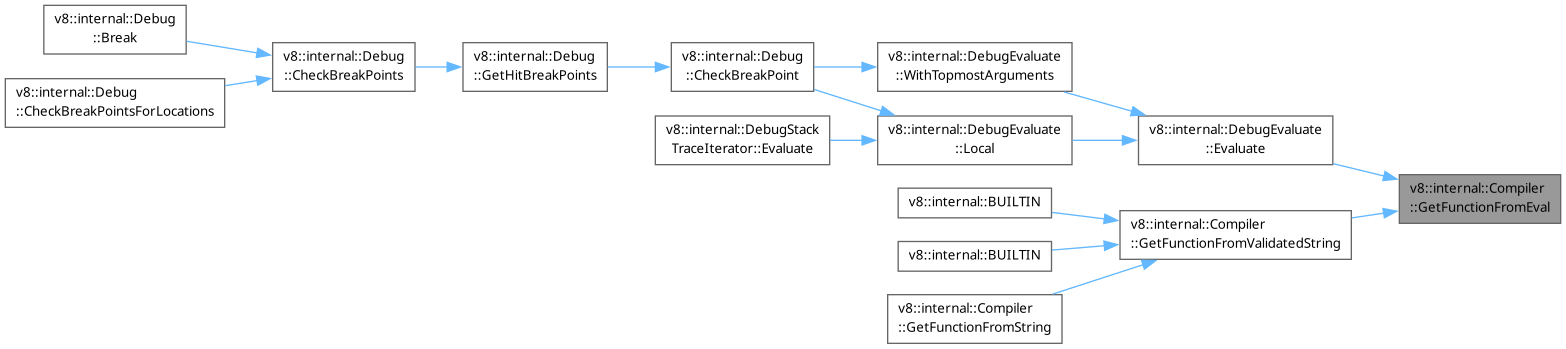 v8::internal::Debug
::Break
v8::internal::Debug
::CheckBreakPointsForLocations
v8::internal::Debug
::CheckBreakPoints
v8::internal::Debug
::GetHitBreakPoints
v8::internal::Debug
::CheckBreakPoint
v8::internal::DebugStack
TraceIterator::Evaluate
v8::internal::DebugEvaluate
::WithTopmostArguments
v8::internal::DebugEvaluate
::Local
v8::internal::BUILTIN
v8::internal::BUILTIN
v8::internal::Compiler
::GetFunctionFromString
v8::internal::DebugEvaluate
::Evaluate
v8::internal::Compiler
::GetFunctionFromValidatedString
v8::internal::Compiler
::GetFunctionFromEval